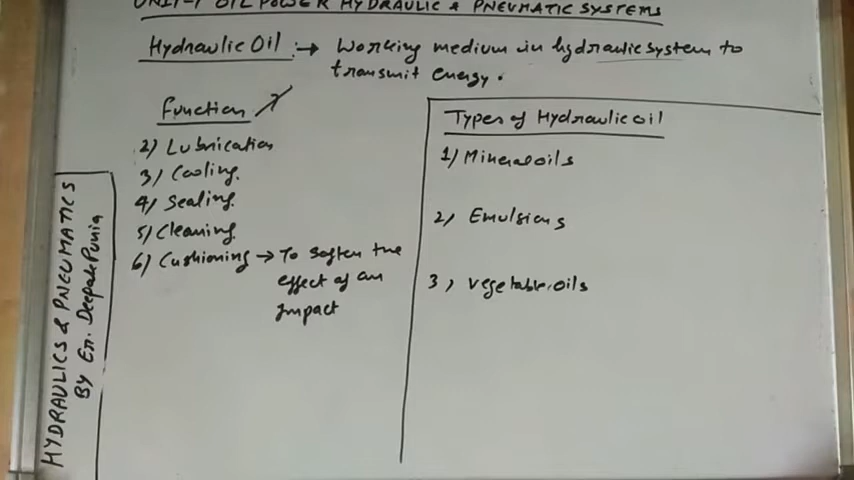 UNIT-1 OIL POWER HYDRAULIC & PNEUMATIC SYSTEMS
Hydraulic Oil :→ Working medium in hydraulic system to
transmit energy.
Function
2) Lubrication
3) Cooling.
4) Sealing.
5) Cleaning.
6) Cushioning → To soften the
effect of an
Impact
Types of Hydraulic oil
1) Mineral oils
2) Emulsions
3) Vegetable oils
HYDRAULICS & PNEUMATICS
BY Er. Deepak Punia